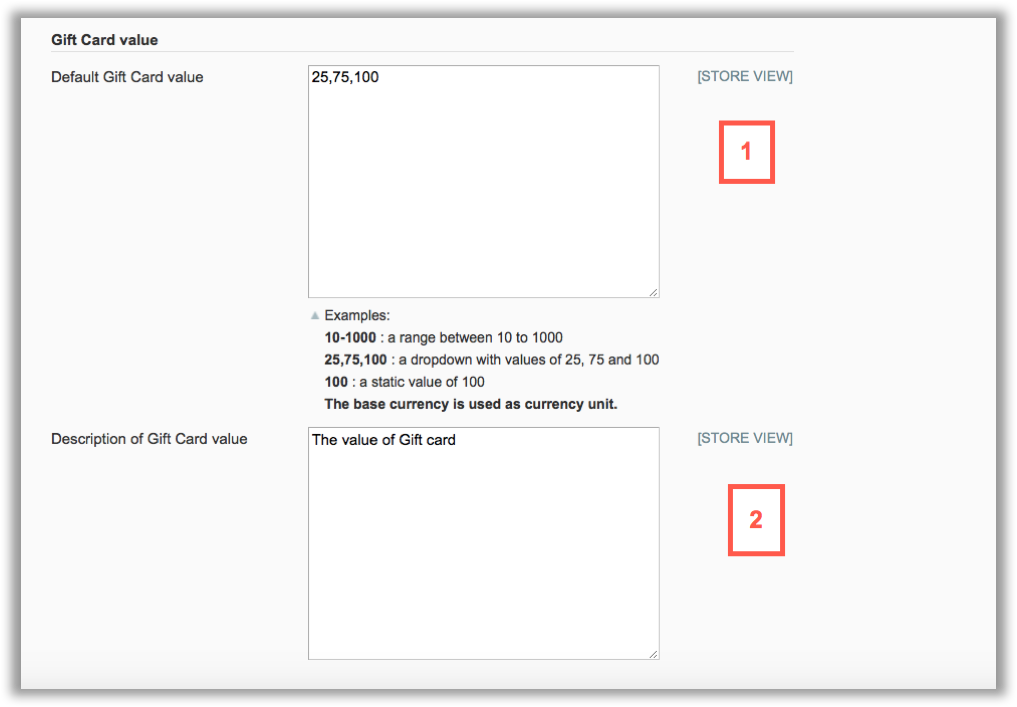 Gift Card value
Default Gift Card value
25,75,100
[STORE VIEW]
1
Examples:
10-1000 : a range between 10 to 1000
25,75,100 : a dropdown with values of 25, 75 and 100
100 : a static value of 100
The base currency is used as currency unit.
Description of Gift Card value
The value of Gift card
[STORE VIEW]
2